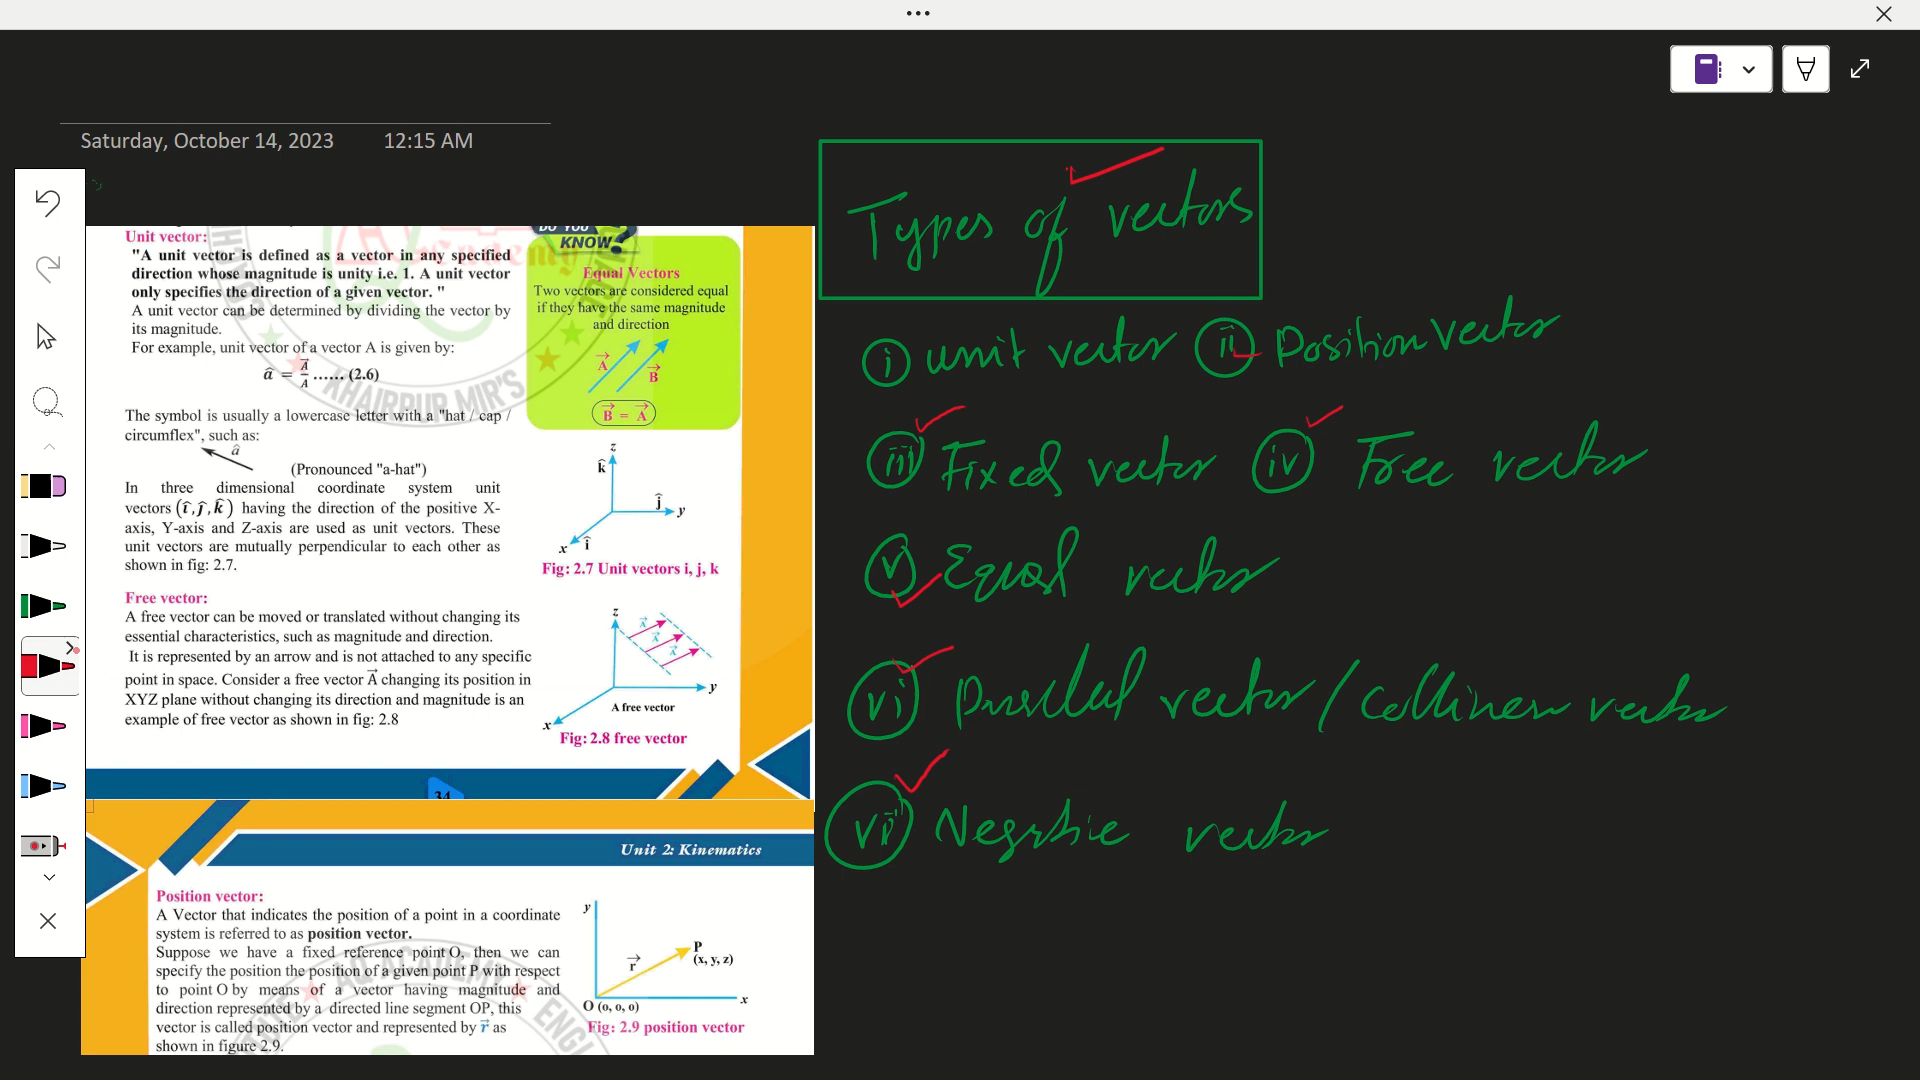 Saturday, October 14, 2023 12:15 AM
Types of vectors
i unit vector ii Position Vector
iii Fixed vector iv Free vector
v Equal vector
vi Parallel vector / Collinear vector
vii Negative vector
Unit vector:
"A unit vector is defined as a vector in any specified
direction whose magnitude is unity i.e. 1. A unit vector
only specifies the direction of a given vector. "
A unit vector can be determined by dividing the vector by
its magnitude.
For example, unit vector of a vector A is given by:
â = A⃗/A ...... (2.6)
The symbol is usually a lowercase letter with a "hat / cap /
circumflex", such as:
â
(Pronounced "a-hat")
In three dimensional coordinate system unit
vectors (î, ĵ, k̂) having the direction of the positive X-
axis, Y-axis and Z-axis are used as unit vectors. These
unit vectors are mutually perpendicular to each other as
shown in fig: 2.7.
DO YOU
KNOW ?
Equal Vectors
Two vectors are considered equal
if they have the same magnitude
and direction
A⃗
B⃗
B⃗ = A⃗
z
k̂
ĵ y
x î
Fig: 2.7 Unit vectors i, j, k
Free vector:
A free vector can be moved or translated without changing its
essential characteristics, such as magnitude and direction.
It is represented by an arrow and is not attached to any specific
point in space. Consider a free vector A⃗ changing its position in
XYZ plane without changing its direction and magnitude is an
example of free vector as shown in fig: 2.8
z
A⃗
A⃗
A⃗
y
A free vector
x
Fig: 2.8 free vector
34
Unit 2: Kinematics
Position vector:
A Vector that indicates the position of a point in a coordinate
system is referred to as position vector.
Suppose we have a fixed reference point O, then we can
specify the position the position of a given point P with respect
to point O by means of a vector having magnitude and
direction represented by a directed line segment OP, this
vector is called position vector and represented by r⃗ as
shown in figure 2.9.
y
P
(x, y, z)
r⃗
x
O (o, o, o)
Fig: 2.9 position vector
KHAIRPUR MIR'S
AQ ACADEMY